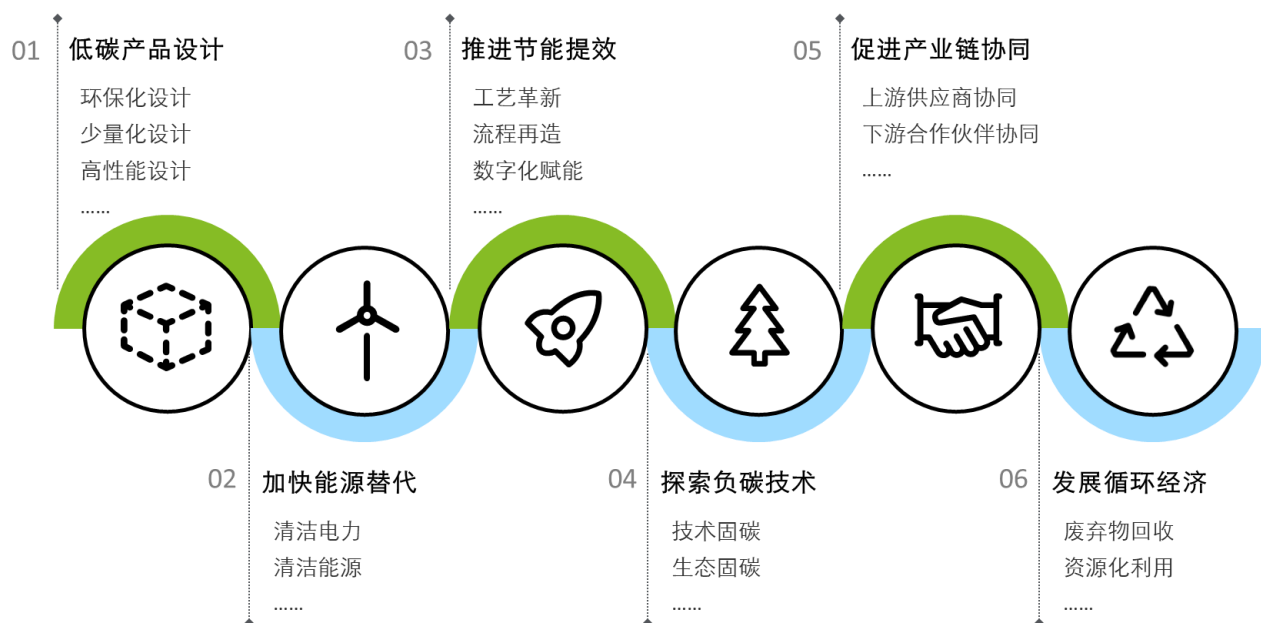 01 低碳产品设计
环保化设计
少量化设计
高性能设计
......
03 推进节能提效
工艺革新
流程再造
数字化赋能
......
05 促进产业链协同
上游供应商协同
下游合作伙伴协同
......
02 加快能源替代
清洁电力
清洁能源
......
04 探索负碳技术
技术固碳
生态固碳
......
06 发展循环经济
废弃物回收
资源化利用
......